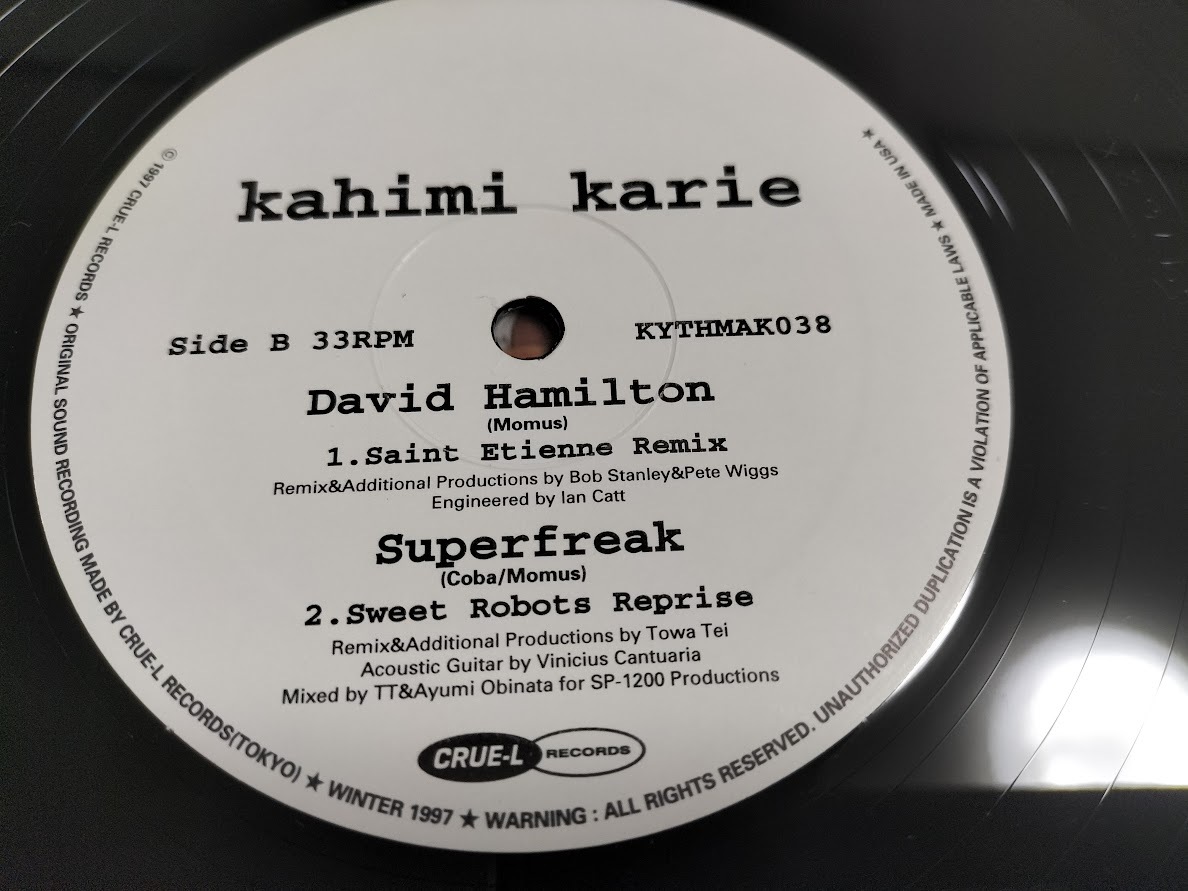 kahimi karie
Side B 33RPM
KYTHMAK038
David Hamilton
(Momus)
1.Saint Etienne Remix
Remix&Additional Productions by Bob Stanley&Pete Wiggs
Engineered by Ian Catt
Superfreak
(Coba/Momus)
2.Sweet Robots Reprise
Remix&Additional Productions by Towa Tei
Acoustic Guitar by Vinicius Cantuaria
Mixed by TT&Ayumi Obinata for SP-1200 Productions
CRUE-L RECORDS
© 1997 CRUE-L RECORDS ★ ORIGINAL SOUND RECORDING MADE BY CRUE-L RECORDS(TOKYO) ★ WINTER 1997 ★ WARNING : ALL RIGHTS RESERVED. UNAUTHORIZED DUPLICATION IS A VIOLATION OF APPLICABLE LAWS ★ MADE IN USA ★